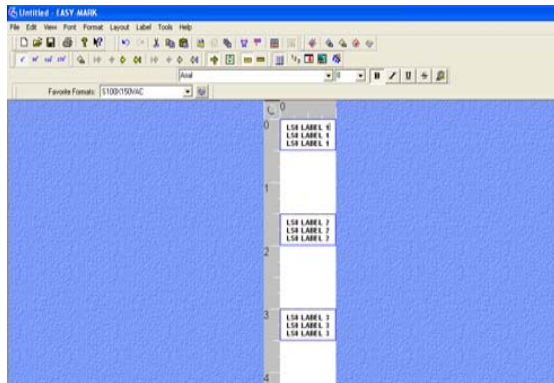 Untitled - EASY-MARK
File Edit View Font Format Layout Label Tools Help
Arial 8 B I U
Favorite Formats: S100X150VAC
0
0
LS8 LABEL 1
LS8 LABEL 1
LS8 LABEL 1
1
LS8 LABEL 2
LS8 LABEL 2
LS8 LABEL 2
2
3
LS8 LABEL 3
LS8 LABEL 3
LS8 LABEL 3
4